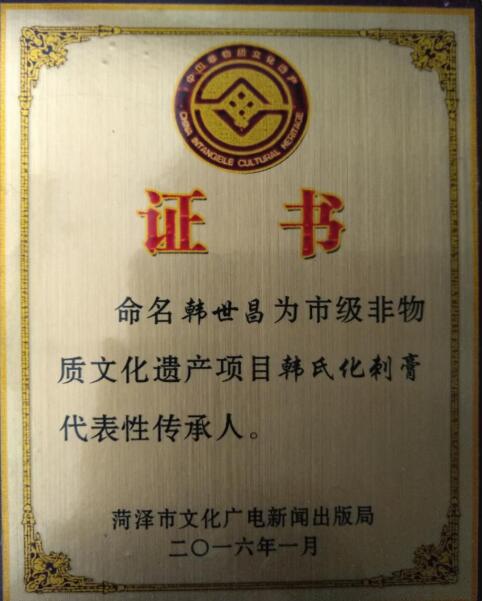 中国非物质文化遗产
CHINA INTANGIBLE CULTURAL HERITAGE
证书
命名韩世昌为市级非物
质文化遗产项目韩氏化刺膏
代表性传承人。
菏泽市文化广电新闻出版局
二〇一六年一月